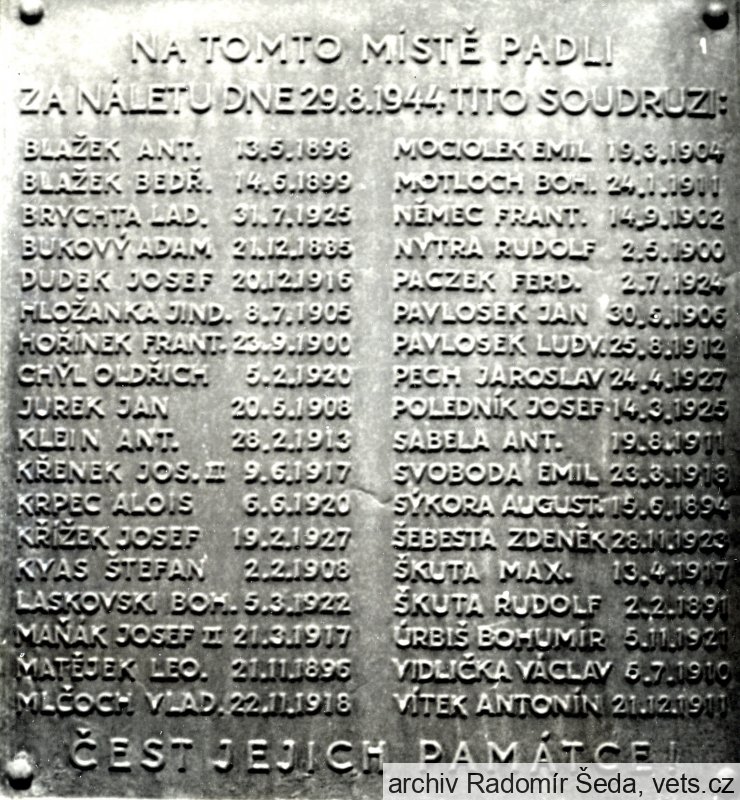 NA TOMTO MÍSTĚ PADLI
ZA NÁLETU DNE 29.8.1944 TITO SOUDRUZI:
BLAŽEK ANT. 13.5.1898
BLAŽEK BEDŘ. 14.6.1899
BRYCHTA LAD. 31.7.1925
BUKOVÝ ADAM 21.12.1885
DUDEK JOSEF 20.12.1916
HLOŽANKA JIND. 8.7.1905
HOŘÍNEK FRANT. 23.9.1900
CHÝL OLDŘICH 5.2.1920
JUREK JAN 20.5.1908
KLEIN ANT. 28.2.1913
KŘENEK JOS. II 9.6.1917
KRPEC ALOIS 6.6.1920
KŘÍŽEK JOSEF 19.2.1927
KYAS ŠTEFAN 2.2.1908
LASKOVSKI BOH. 5.3.1922
MAŇÁK JOSEF II 21.3.1917
MATĚJEK LEO. 21.11.1896
MLČOCH VLAD. 22.11.1918
MOCIOLEK EMIL 19.3.1904
MOTLOCH BOH. 24.1.1911
NĚMEC FRANT. 14.9.1902
NYTRA RUDOLF 2.5.1900
PACZEK FERD. 2.7.1924
PAVLOSEK JAN 30.6.1906
PAVLOSEK LUDV. 25.8.1912
PECH JAROSLAV 24.4.1927
POLEDNÍK JOSEF 14.3.1925
SABELA ANT. 19.8.1911
SVOBODA EMIL 23.3.1918
SÝKORA AUGUST. 15.6.1894
ŠEBESTA ZDENĚK 28.11.1923
ŠKUTA MAX. 13.4.1917
ŠKUTA RUDOLF 2.2.1891
ÚRBIŠ BOHUMÍR 5.11.1921
VIDLIČKA VÁCLAV 6.7.1910
VÍTEK ANTONÍN 21.12.1911
ČEST JEJICH PAMÁTCE!
archiv Radomír Šeda, vets.cz